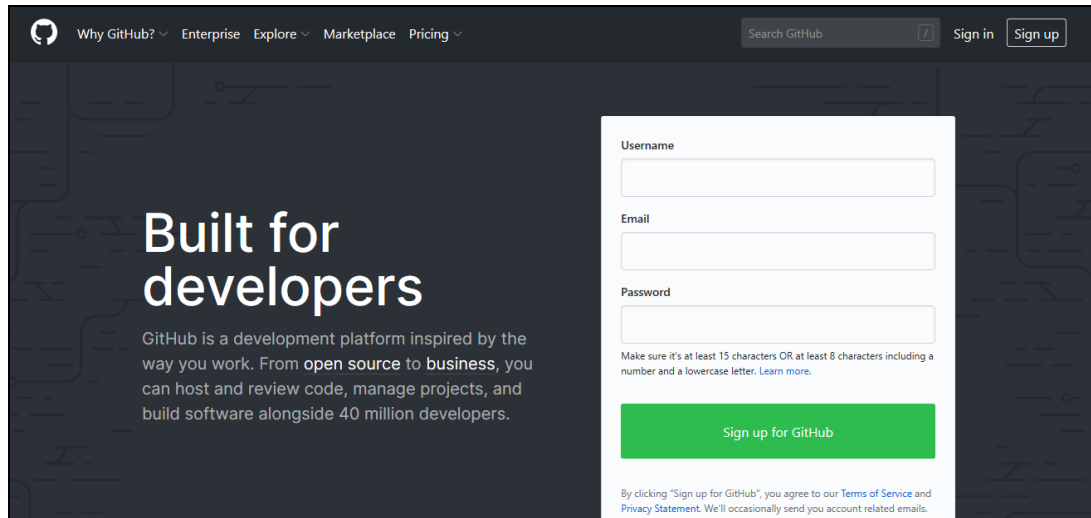 Why GitHub? Enterprise Explore Marketplace Pricing Search GitHub / Sign in Sign up
Built for
developers
GitHub is a development platform inspired by the
way you work. From open source to business, you
can host and review code, manage projects, and
build software alongside 40 million developers.
Username
Email
Password
Make sure it's at least 15 characters OR at least 8 characters including a
number and a lowercase letter. Learn more.
Sign up for GitHub
By clicking "Sign up for GitHub", you agree to our Terms of Service and
Privacy Statement. We'll occasionally send you account related emails.